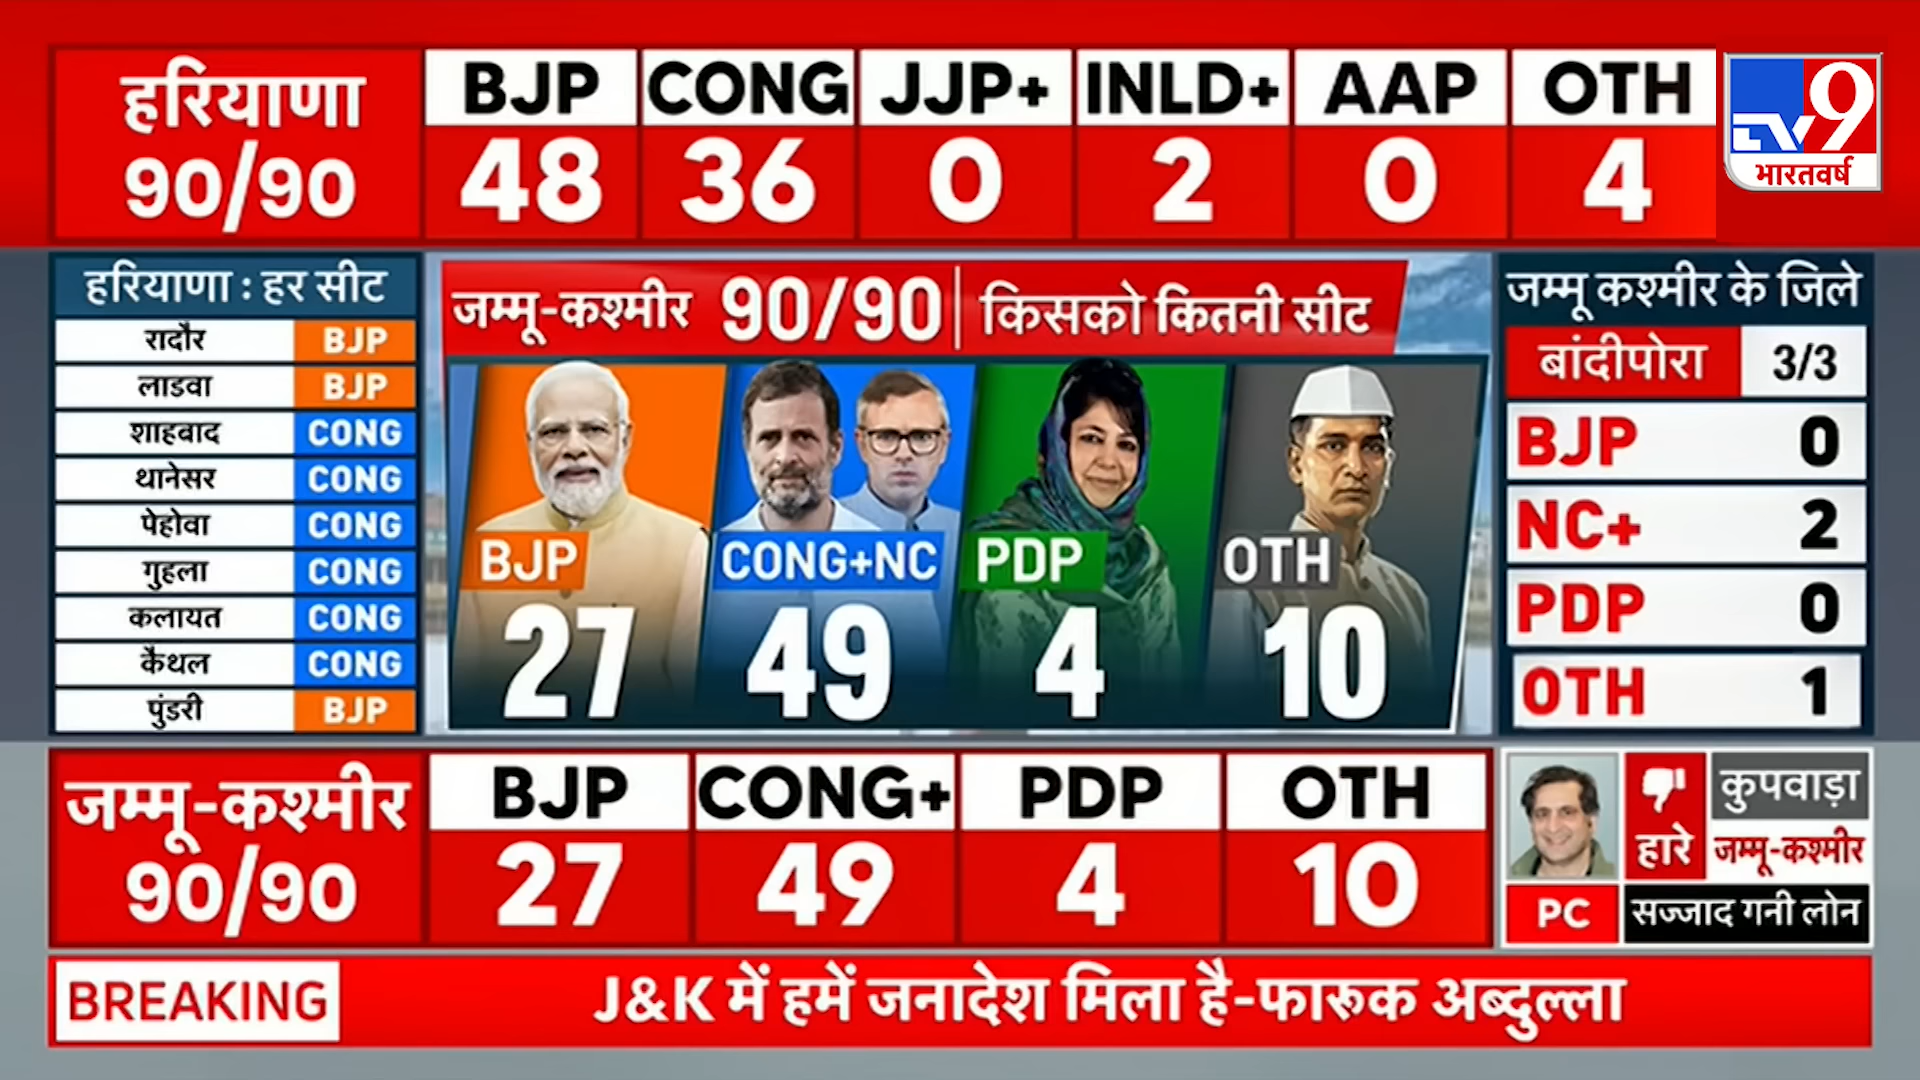 हरियाणा
90/90
BJP CONG JJP+ INLD+ AAP OTH
48 36 0 2 0 4
TV9
भारतवर्ष
हरियाणा : हर सीट
रादौर BJP
लाडवा BJP
शाहवाद CONG
थानेसर CONG
पेहोवा CONG
गुहला CONG
कलायत CONG
कैथल CONG
पुंडरी BJP
जम्मू-कश्मीर 90/90 किसको कितनी सीट
BJP CONG+NC PDP OTH
27 49 4 10
जम्मू कश्मीर के जिले
बांदीपोरा 3/3
BJP 0
NC+ 2
PDP 0
OTH 1
जम्मू-कश्मीर
90/90
BJP CONG+ PDP OTH
27 49 4 10
कुपवाड़ा
हारे जम्मू-कश्मीर
PC सज्जाद गनी लोन
BREAKING J&K में हमें जनादेश मिला है-फारूक अब्दुल्ला